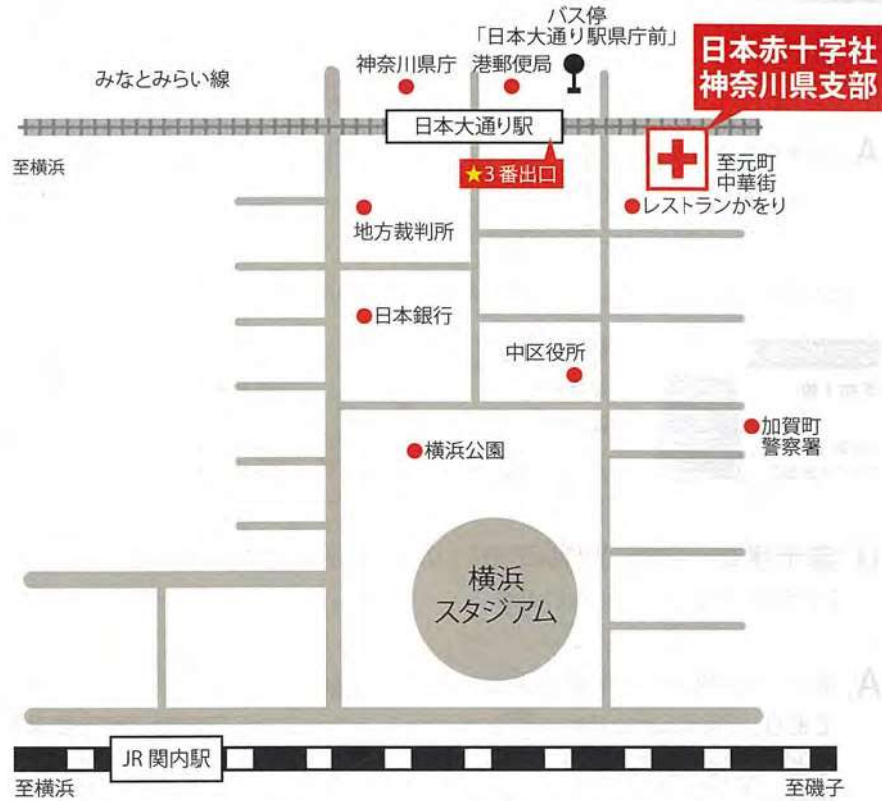 バス停
「日本大通り駅県庁前」
神奈川県庁
港郵便局
日本赤十字社
神奈川県支部
みなとみらい線
日本大通り駅
至横浜
★3番出口
至元町
中華街
レストランかをり
地方裁判所
日本銀行
中区役所
加賀町
警察署
横浜公園
横浜
スタジアム
JR関内駅
至横浜
至磯子